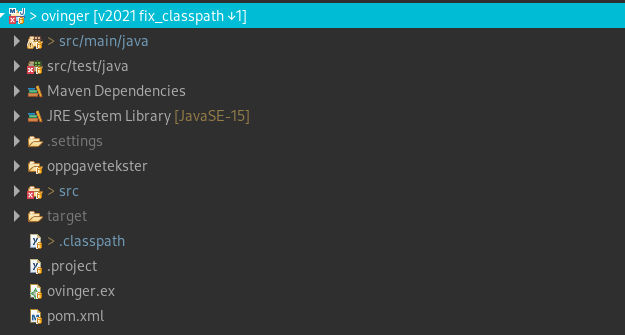 > ovinger [v2021 fix_classpath ↓1]
> src/main/java
src/test/java
Maven Dependencies
JRE System Library [JavaSE-15]
.settings
oppgavetekster
> src
target
> .classpath
.project
ovinger.ex
pom.xml